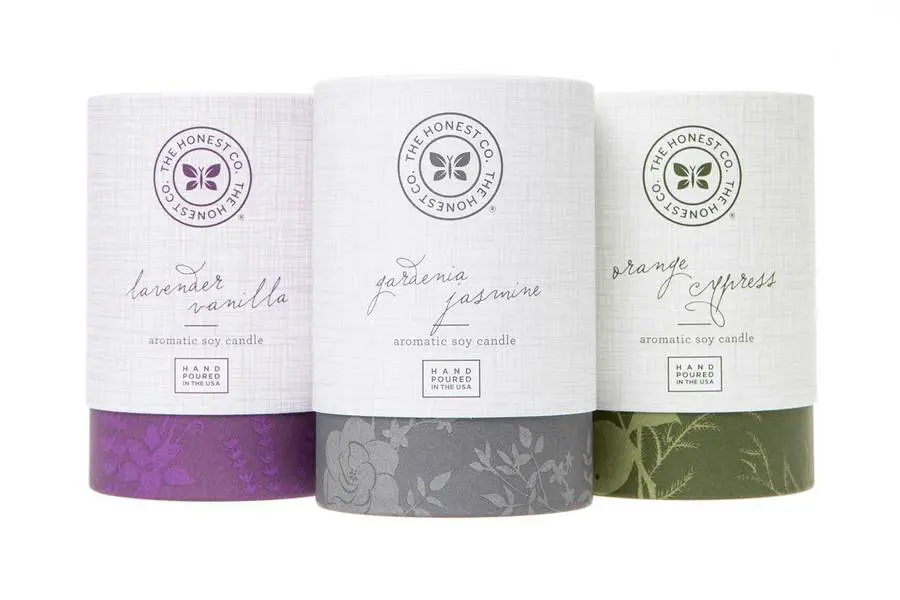 THE HONEST CO. THE HONEST CO.
®
lavender
vanilla
aromatic soy candle
HAND
POURED
IN THE USA
THE HONEST CO. THE HONEST CO.
®
gardenia
jasmine
aromatic soy candle
HAND
POURED
IN THE USA
THE HONEST CO. THE HONEST CO.
®
orange
cypress
aromatic soy candle
HAND
POURED
IN THE USA